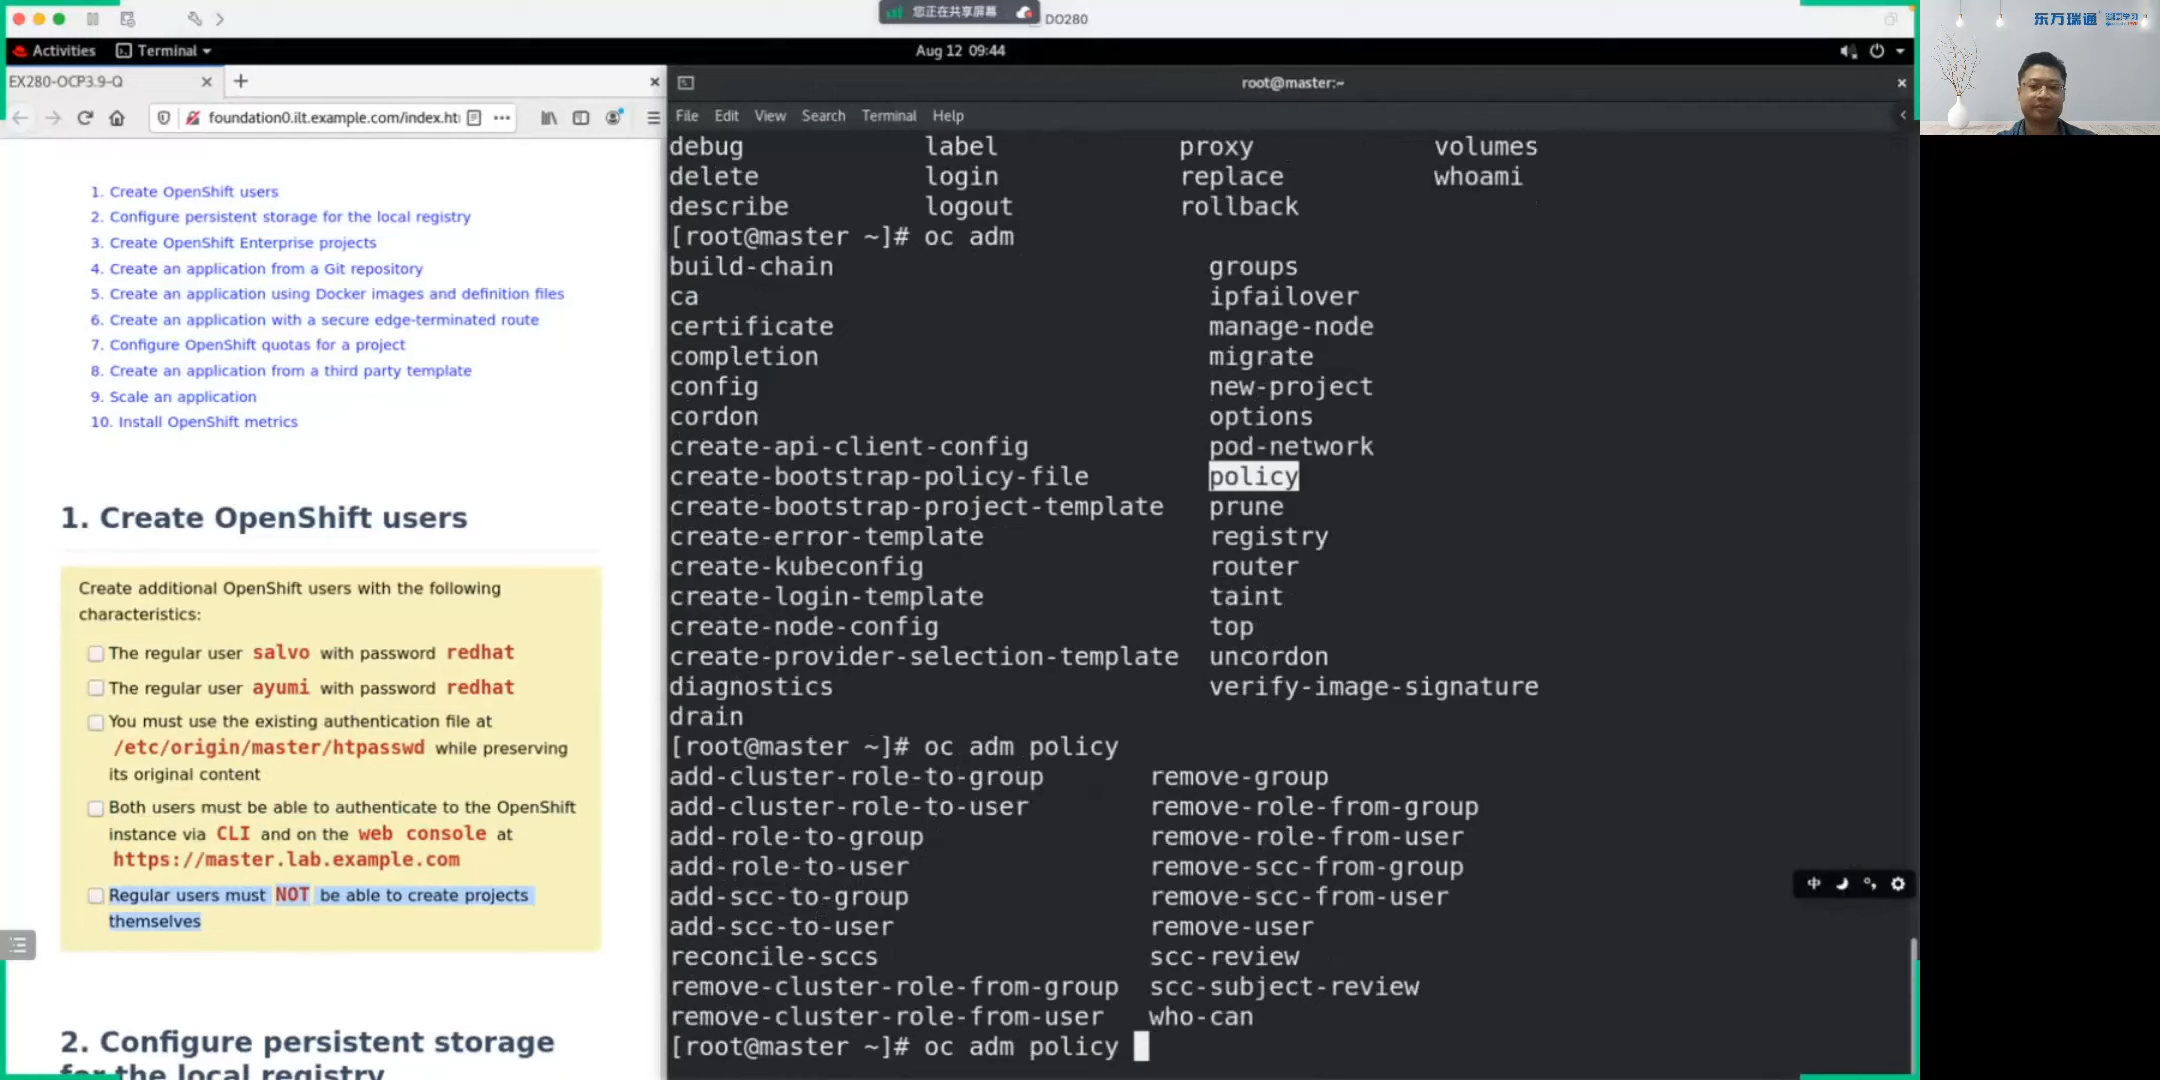 您正在共享屏幕
DO280
东方瑞通
Activities
Terminal
Aug 12 09:44
EX280-OCP3.9-Q
foundation0.ilt.example.com/index.ht
1. Create OpenShift users
2. Configure persistent storage for the local registry
3. Create OpenShift Enterprise projects
4. Create an application from a Git repository
5. Create an application using Docker images and definition files
6. Create an application with a secure edge-terminated route
7. Configure OpenShift quotas for a project
8. Create an application from a third party template
9. Scale an application
10. Install OpenShift metrics
1. Create OpenShift users
Create additional OpenShift users with the following
characteristics:
The regular user salvo with password redhat
The regular user ayumi with password redhat
You must use the existing authentication file at
/etc/origin/master/htpasswd while preserving
its original content
Both users must be able to authenticate to the OpenShift
instance via CLI and on the web console at
https://master.lab.example.com
Regular users must NOT be able to create projects
themselves
2. Configure persistent storage
for the local registry
root@master:~
File Edit View Search Terminal Help
debug label proxy volumes
delete login replace whoami
describe logout rollback
[root@master ~]# oc adm
build-chain groups
ca ipfailover
certificate manage-node
completion migrate
config new-project
cordon options
create-api-client-config pod-network
create-bootstrap-policy-file policy
create-bootstrap-project-template prune
create-error-template registry
create-kubeconfig router
create-login-template taint
create-node-config top
create-provider-selection-template uncordon
diagnostics verify-image-signature
drain
[root@master ~]# oc adm policy
add-cluster-role-to-group remove-group
add-cluster-role-to-user remove-role-from-group
add-role-to-group remove-role-from-user
add-role-to-user remove-scc-from-group
add-scc-to-group remove-scc-from-user
add-scc-to-user remove-user
reconcile-sccs scc-review
remove-cluster-role-from-group scc-subject-review
remove-cluster-role-from-user who-can
[root@master ~]# oc adm policy
中